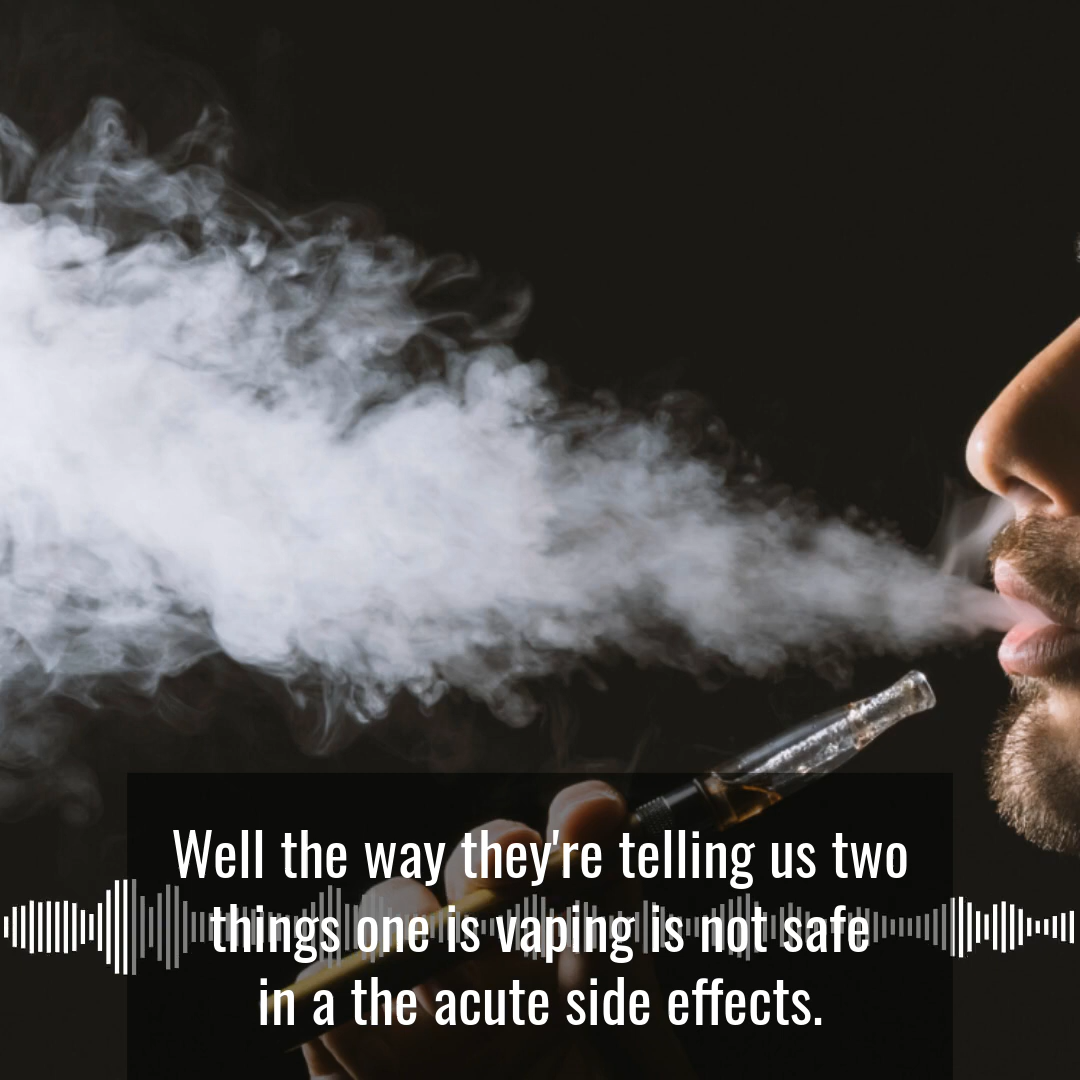 Well the way they're telling us two
things one is vaping is not safe
in a the acute side effects.